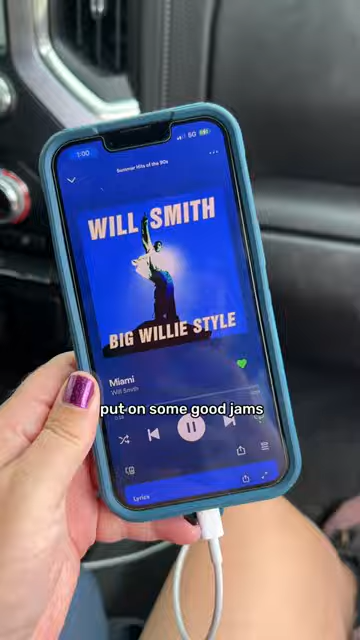 1:00
5G
Summer Hits of the 90s
WILL SMITH
BIG WILLIE STYLE
Miami
Will Smith
put on some good jams
Lyrics